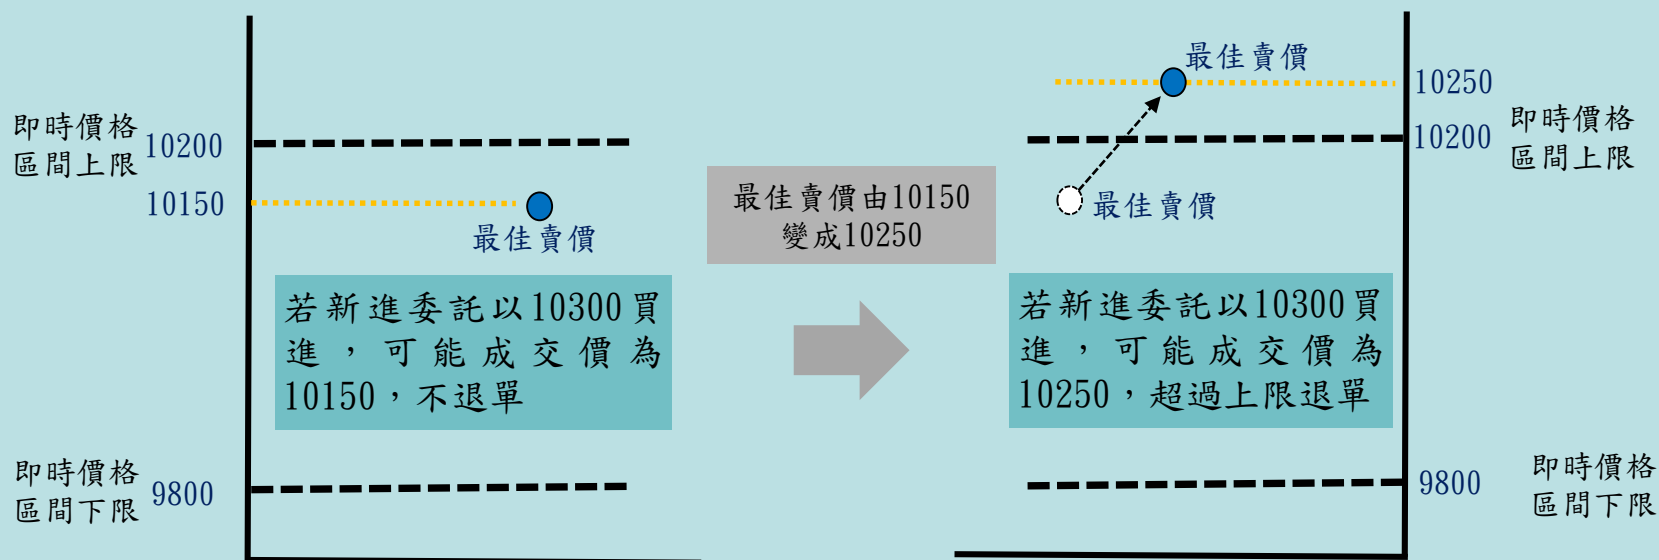 即時價格
區間上限
10200
10150
最佳賣價
若新進委託以10300買
進，可能成交價為
10150，不退單
即時價格
區間下限
9800
最佳賣價由10150
變成10250
最佳賣價
10250
10200
即時價格
區間上限
最佳賣價
若新進委託以10300買
進，可能成交價為
10250，超過上限退單
9800
即時價格
區間下限